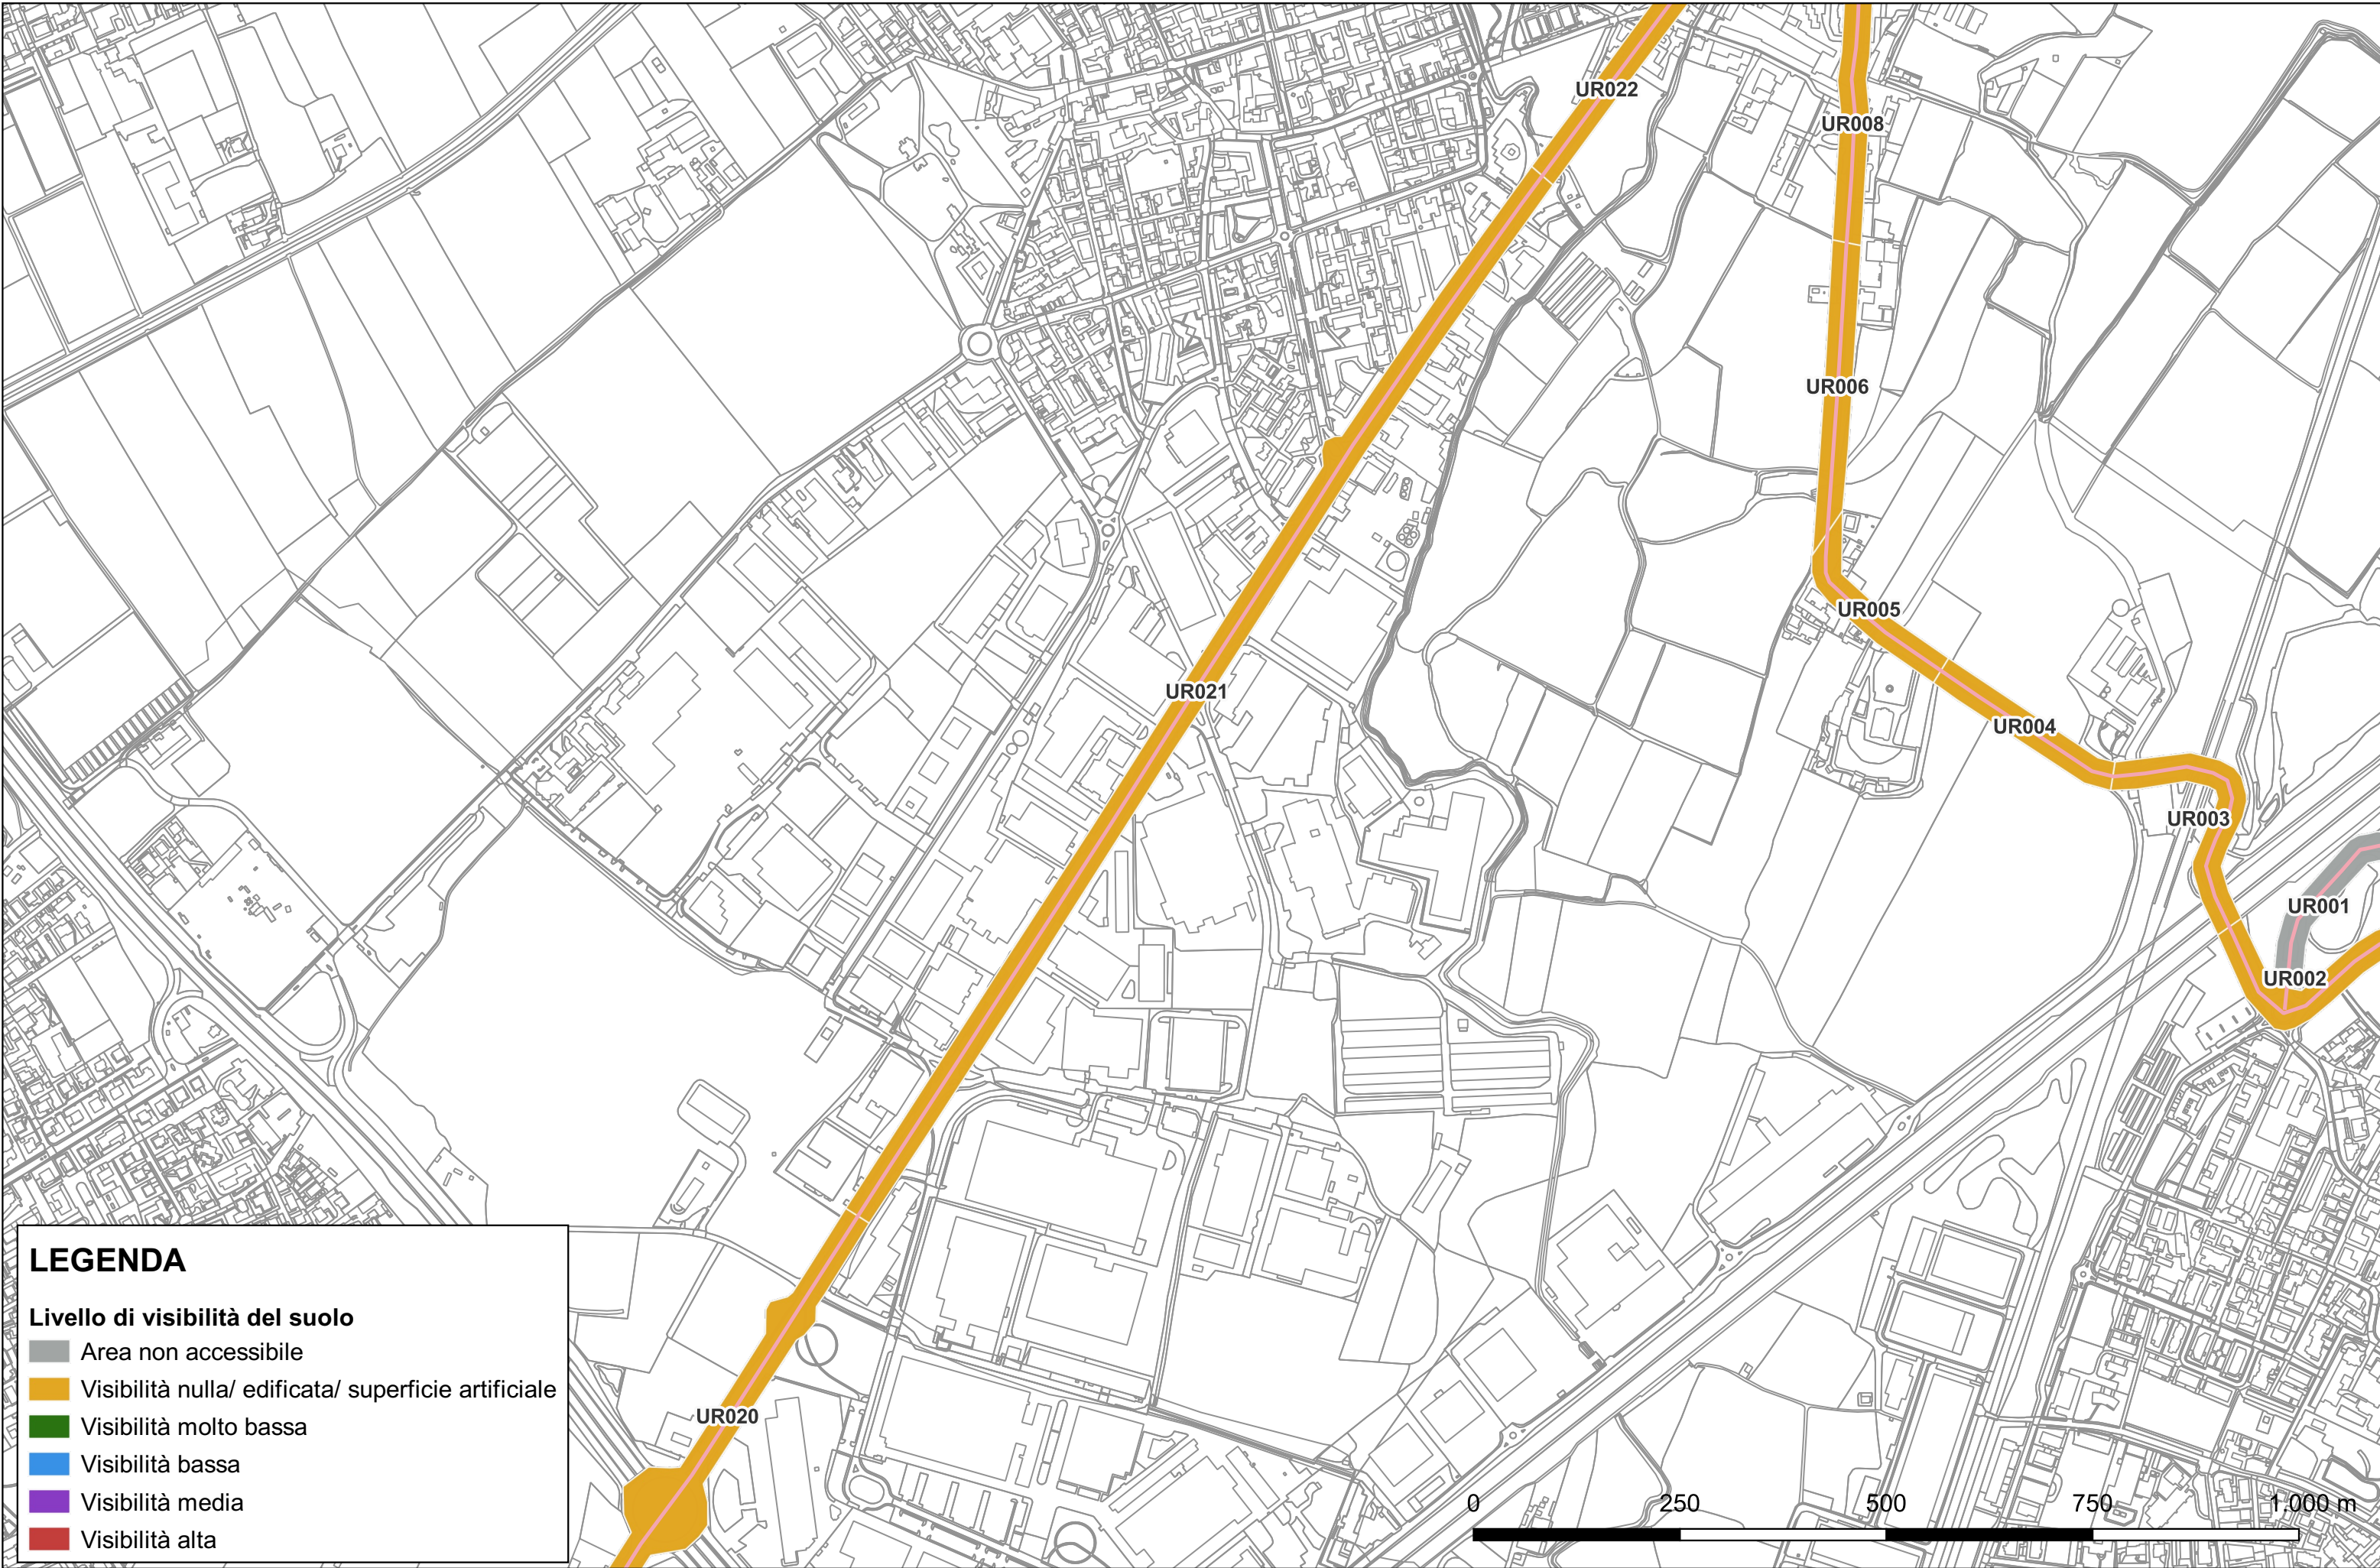 UR022
UR008
UR006
UR005
UR021
UR004
UR003
UR001
UR002
UR020
LEGENDA
Livello di visibilità del suolo
Area non accessibile
Visibilità nulla/ edificata/ superficie artificiale
Visibilità molto bassa
Visibilità bassa
Visibilità media
Visibilità alta
0 250 500 750 1.000 m